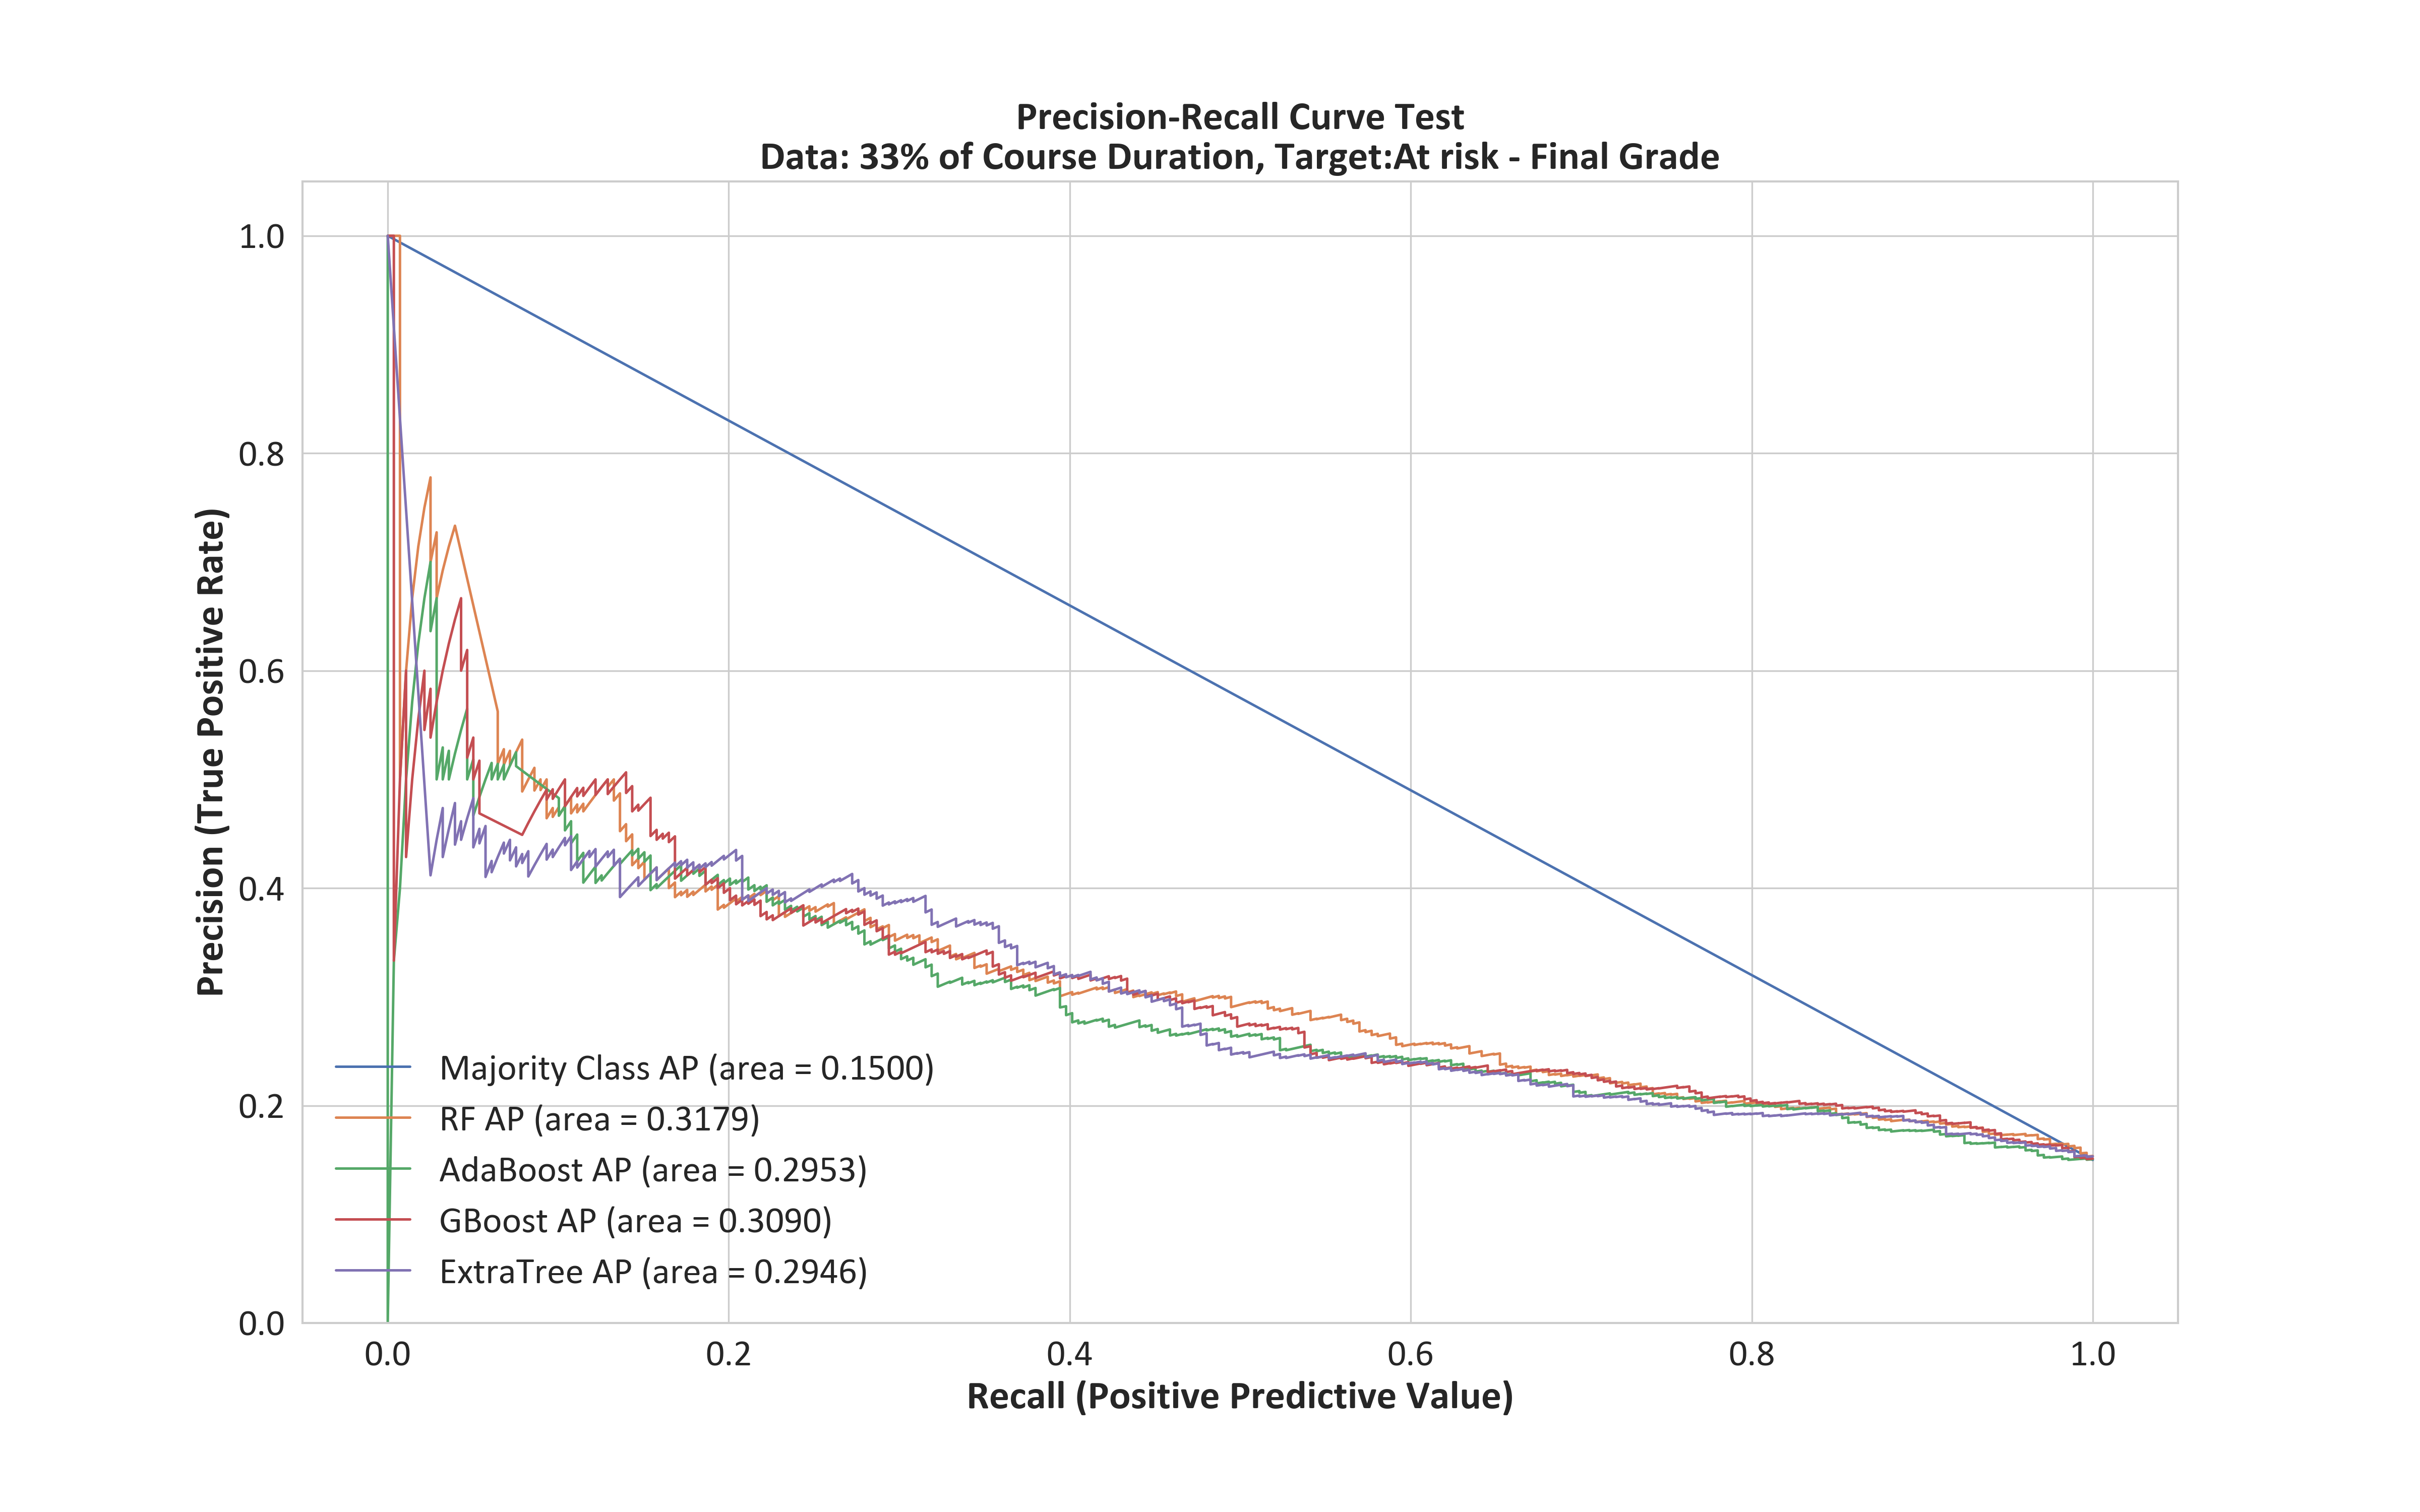 Precision-Recall Curve Test
Data: 33% of Course Duration, Target:At risk - Final Grade
Precision (True Positive Rate)
1.0
0.8
0.6
0.4
0.2
0.0
Majority Class AP (area = 0.1500)
RF AP (area = 0.3179)
AdaBoost AP (area = 0.2953)
GBoost AP (area = 0.3090)
ExtraTree AP (area = 0.2946)
0.0 0.2 0.4 0.6 0.8 1.0
Recall (Positive Predictive Value)